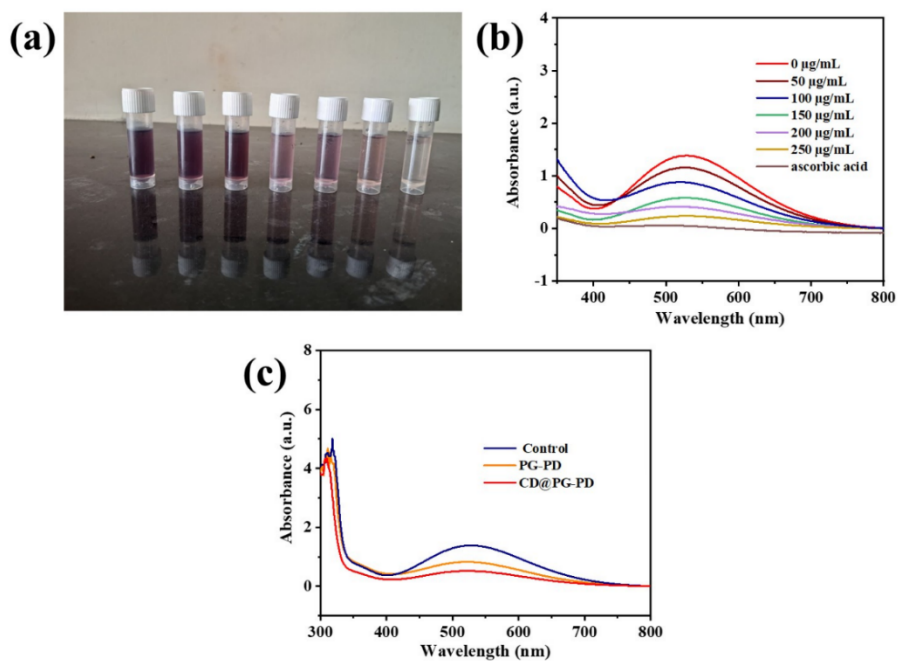 (a)
(b)
4
3
2
1
0
-1
Absorbance (a.u.)
0 µg/mL
50 µg/mL
100 µg/mL
150 µg/mL
200 µg/mL
250 µg/mL
ascorbic acid
400 500 600 700 800
Wavelength (nm)
(c)
8
6
4
2
0
Absorbance (a.u.)
Control
PG-PD
CD@PG-PD
300 400 500 600 700 800
Wavelength (nm)